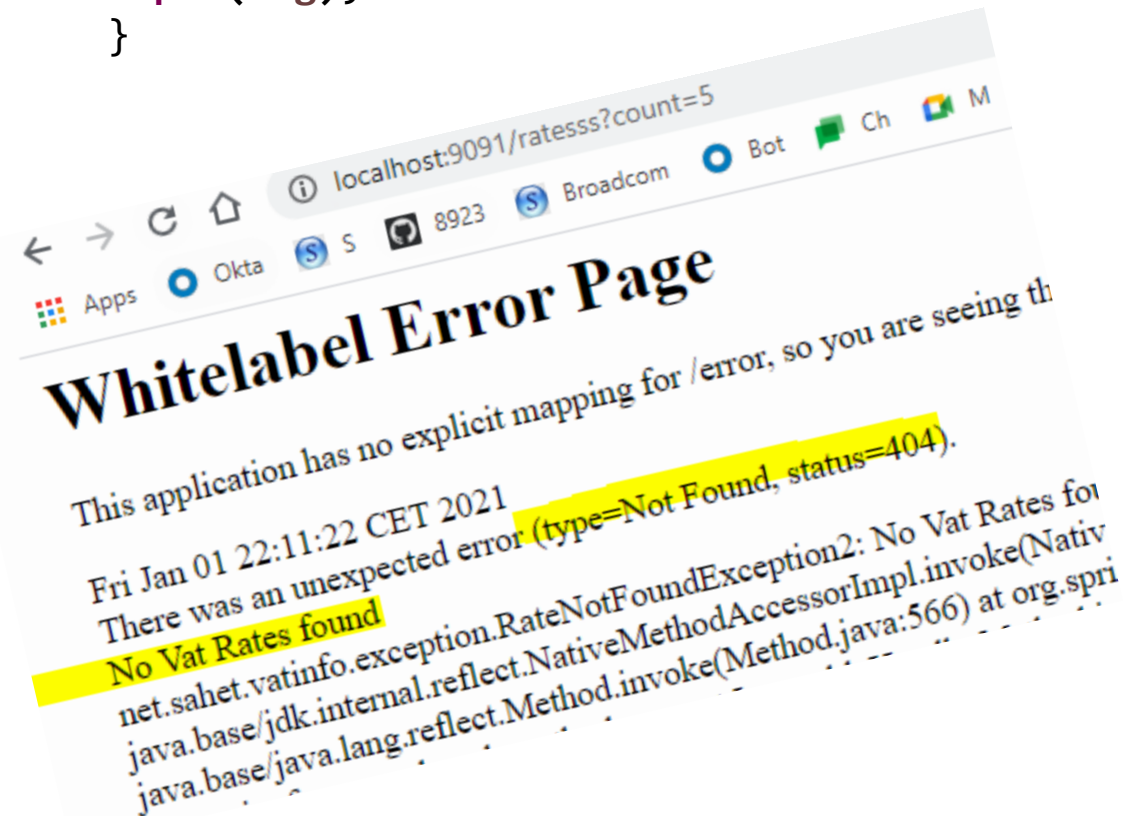 }
localhost:9091/ratesss?count=5
Apps Okta S 8923 Broadcom Bot Ch M
Whitelabel Error Page
This application has no explicit mapping for /error, so you are seeing th
Fri Jan 01 22:11:22 CET 2021
There was an unexpected error (type=Not Found, status=404).
No Vat Rates found
net.sahet.vatinfo.exception.RateNotFoundException2: No Vat Rates fou
java.base/jdk.internal.reflect.NativeMethodAccessorImpl.invoke(Nativ
java.base/java.lang.reflect.Method.invoke(Method.java:566) at org.spri